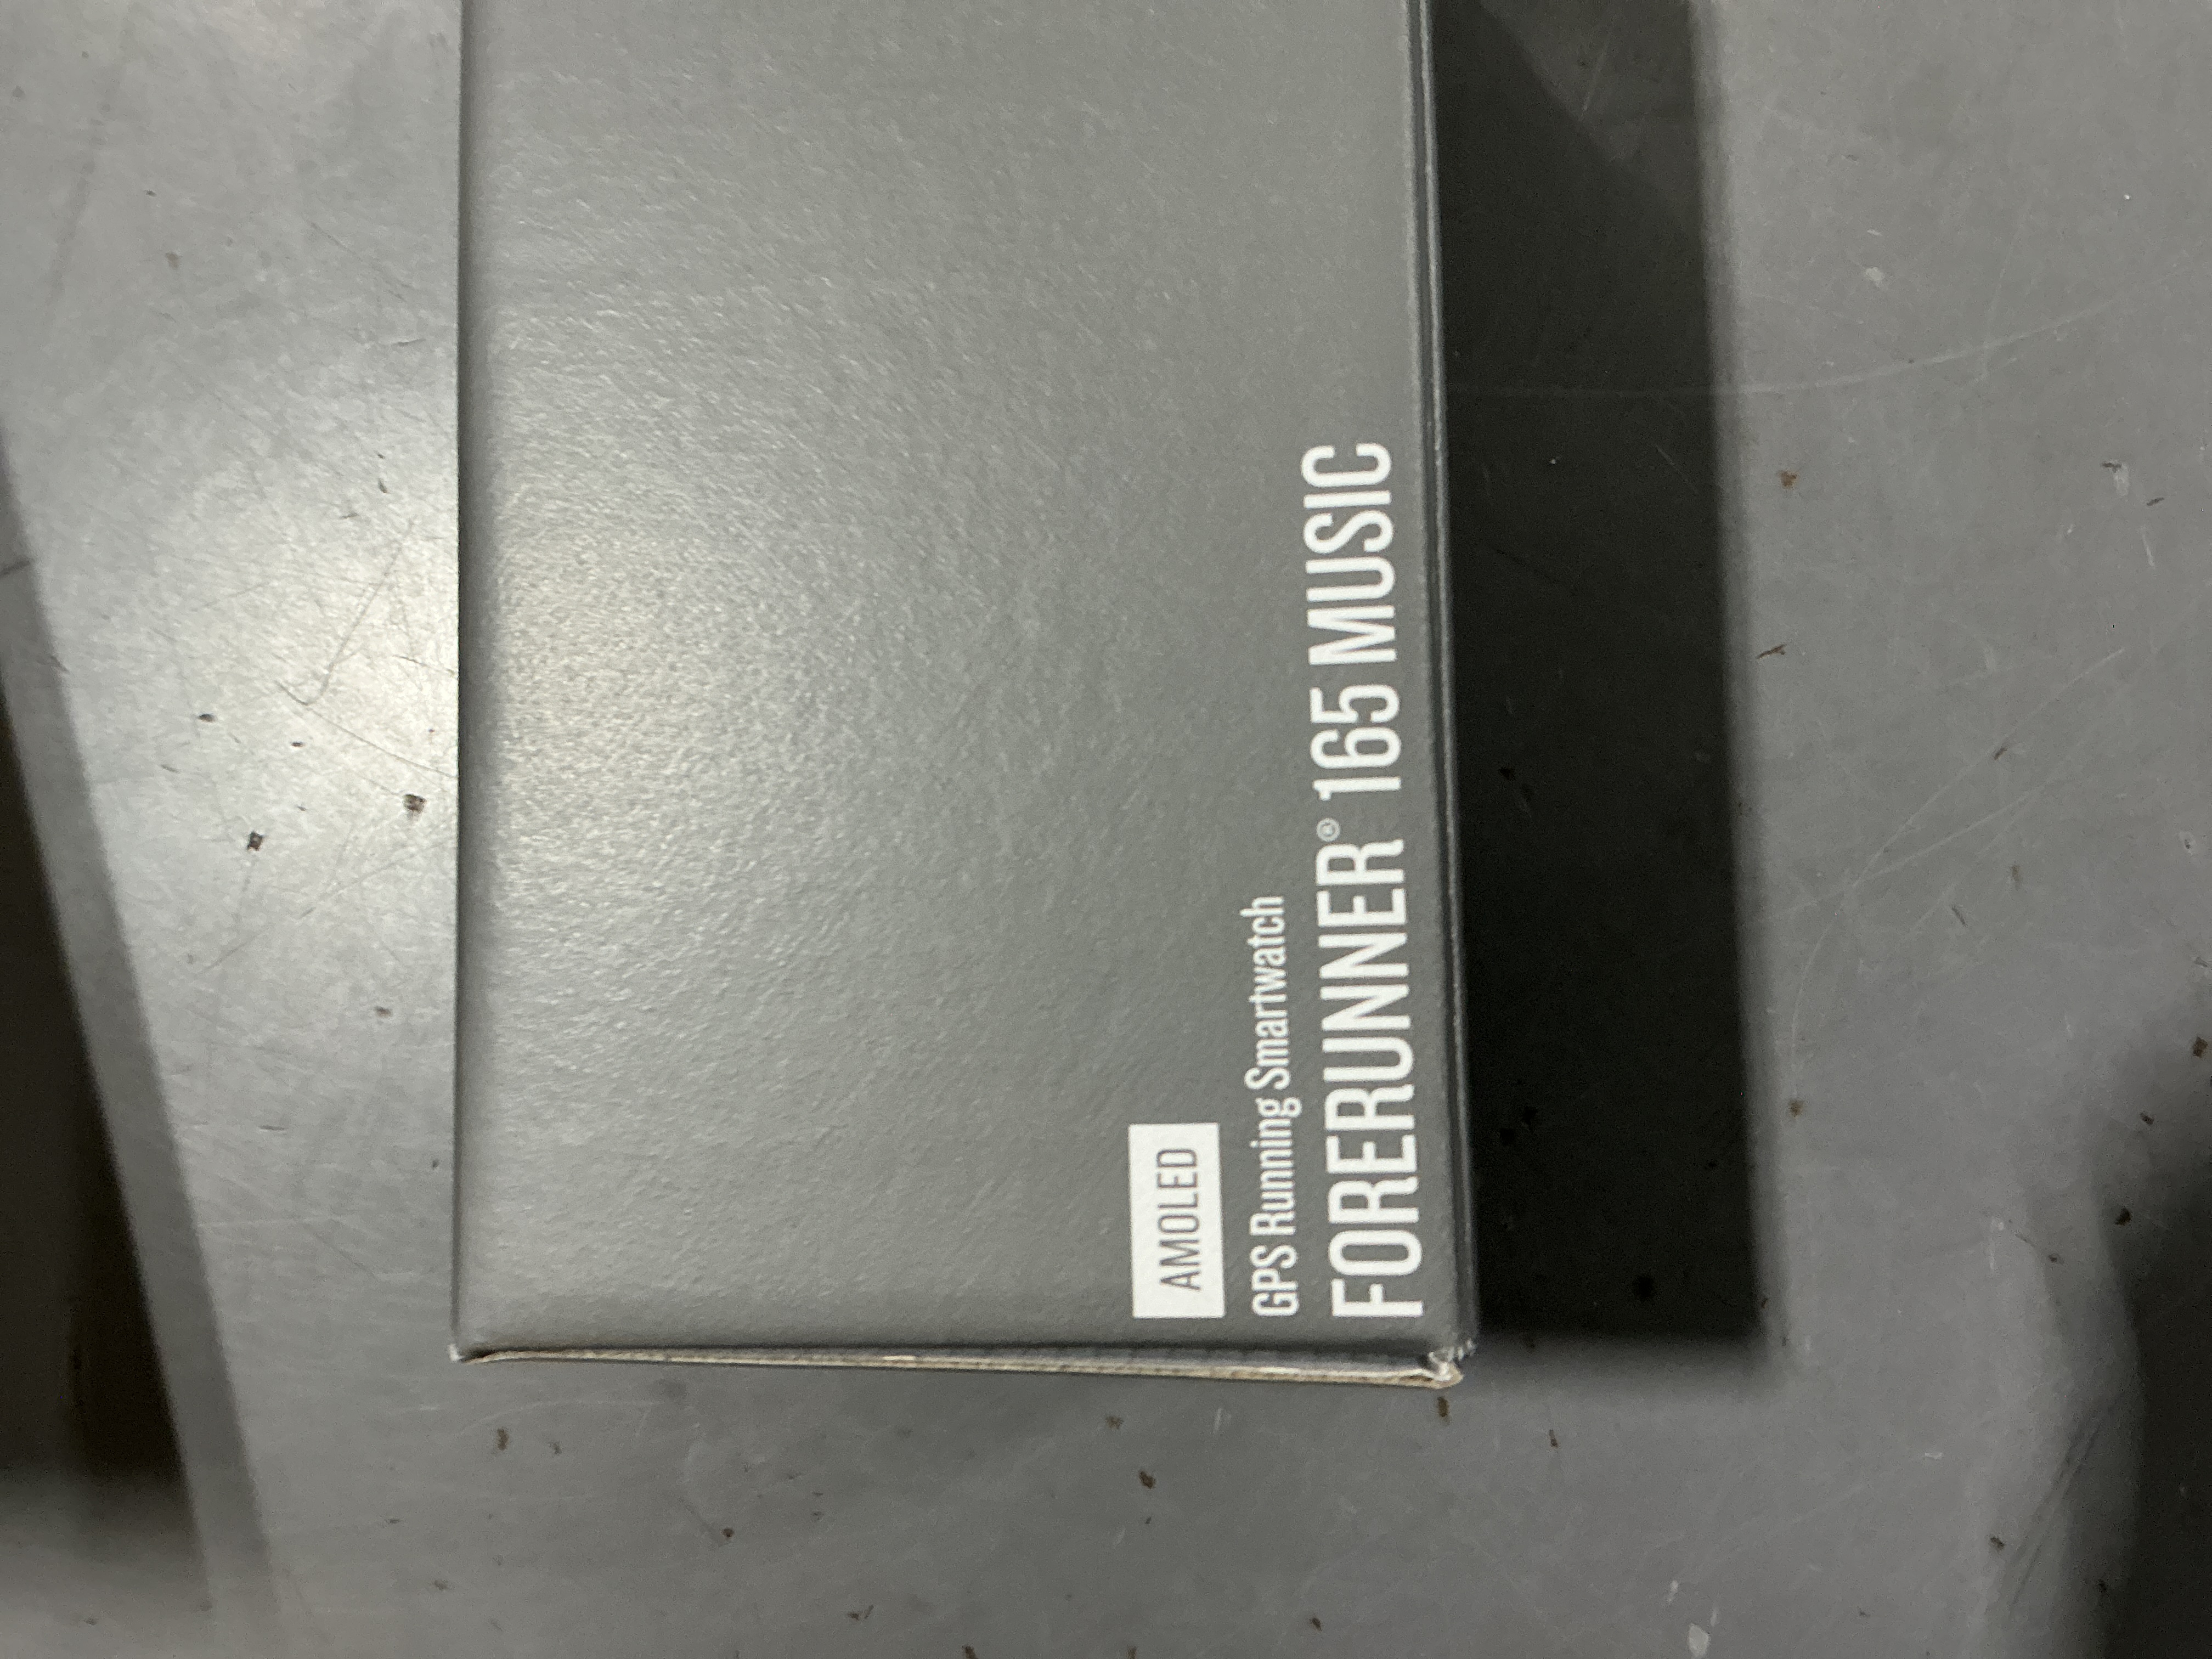 AMOLED
GPS Running Smartwatch
FORERUNNER® 165 MUSIC